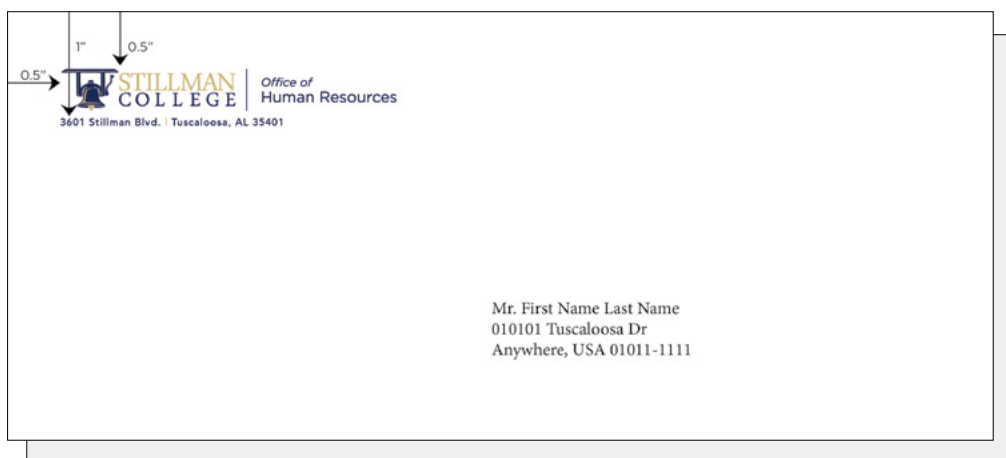 1"
0.5"
0.5"
STILLMAN
COLLEGE
Office of
Human Resources
3601 Stillman Blvd. | Tuscaloosa, AL 35401
Mr. First Name Last Name
010101 Tuscaloosa Dr
Anywhere, USA 01011-1111